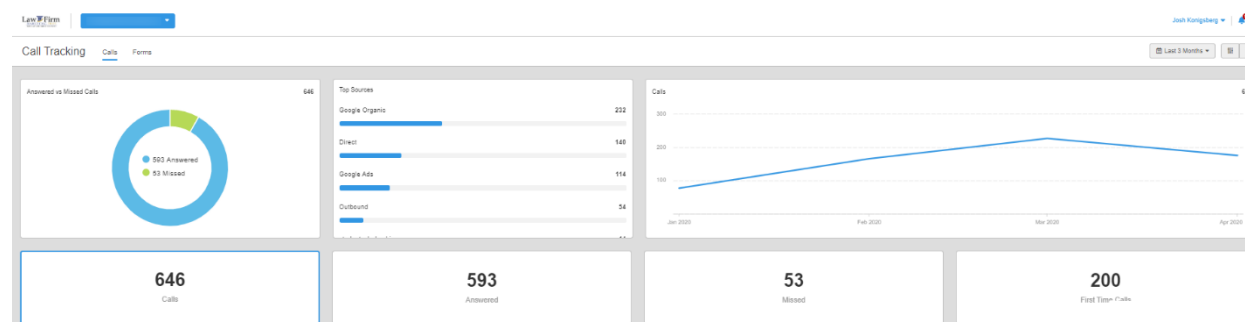 Law Firm
Josh Konigsberg
Call Tracking
Calls
Forms
Last 3 Months
Answered vs Missed Calls
646
593 Answered
53 Missed
Top Sources
Google Organic
232
Direct
140
Google Ads
114
Outbound
54
Calls
300
200
100
Jan 2020
Feb 2020
Mar 2020
Apr 2020
646
Calls
593
Answered
53
Missed
200
First Time Calls